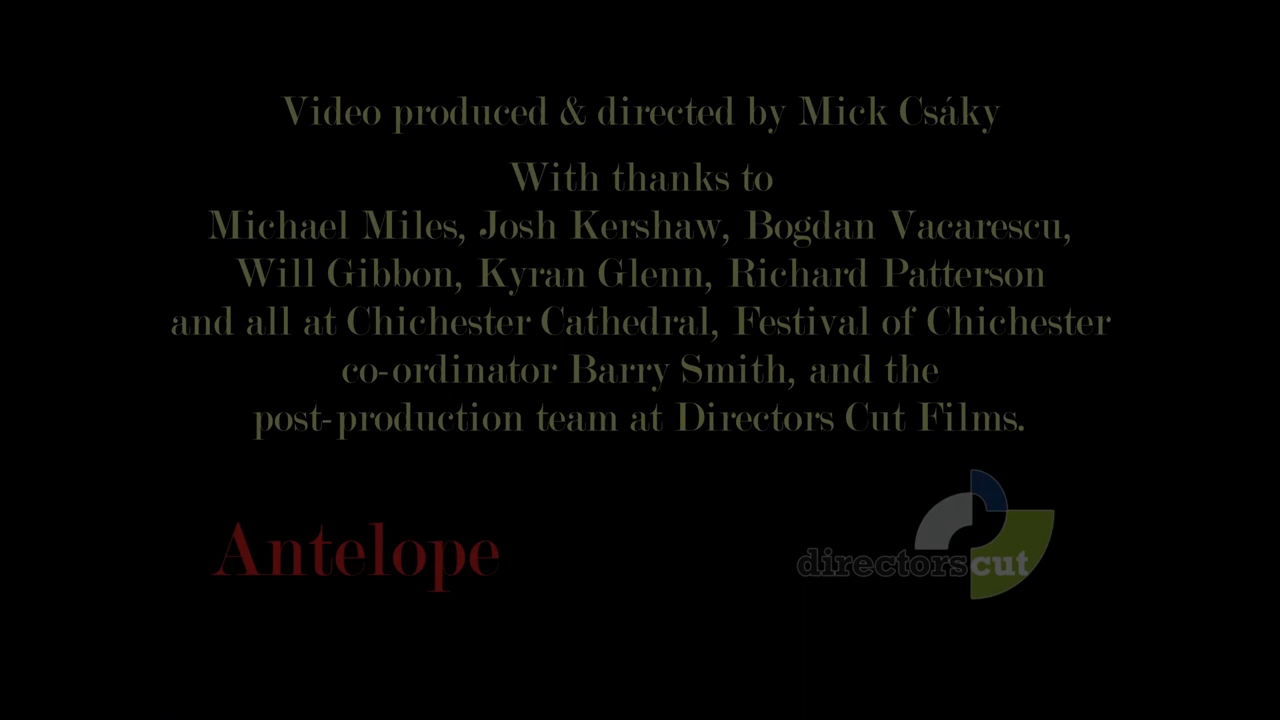 Video produced & directed by Mick Csáky
With thanks to
Michael Miles, Josh Kershaw, Bogdan Vacarescu,
Will Gibbon, Kyran Glenn, Richard Patterson
and all at Chichester Cathedral, Festival of Chichester
co-ordinator Barry Smith, and the
post-production team at Directors Cut Films.
Antelope
directorscut